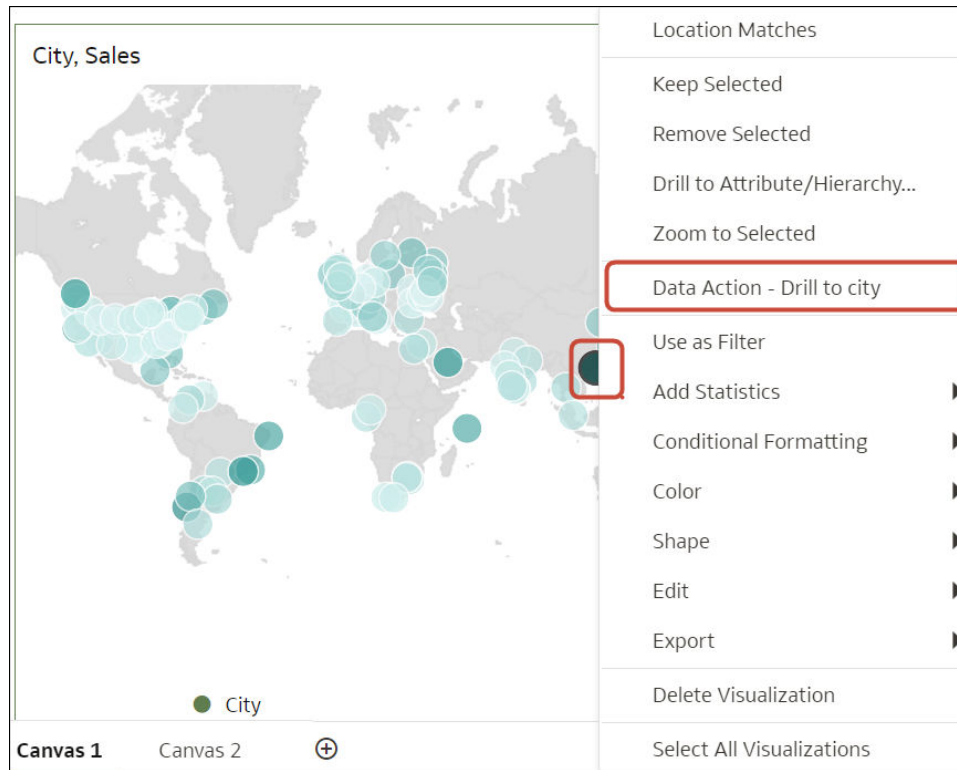 City, Sales
City
Canvas 1
Canvas 2
Location Matches
Keep Selected
Remove Selected
Drill to Attribute/Hierarchy...
Zoom to Selected
Data Action - Drill to city
Use as Filter
Add Statistics
Conditional Formatting
Color
Shape
Edit
Export
Delete Visualization
Select All Visualizations